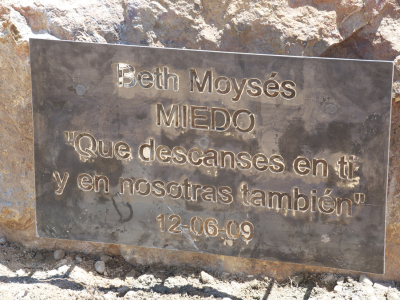 Beth Moysés
MIEDO
"Que descanses en ti
y en nosotras también"
12-06-09